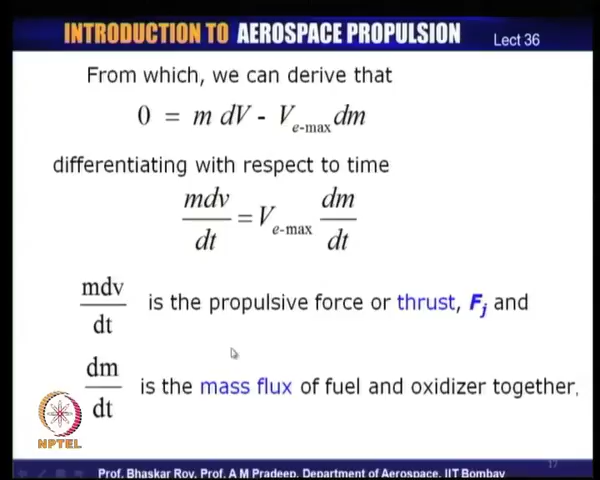 INTRODUCTION TO AEROSPACE PROPULSION
Lect 36
From which, we can derive that
0 = m dV - V_{e-max} dm
differentiating with respect to time
mdv/dt = V_{e-max} dm/dt
mdv/dt is the propulsive force or thrust, F_j and
dm/dt is the mass flux of fuel and oxidizer together.
NPTEL
17
Prof. Bhaskar Roy, Prof. A M Pradeep, Department of Aerospace, IIT Bombay